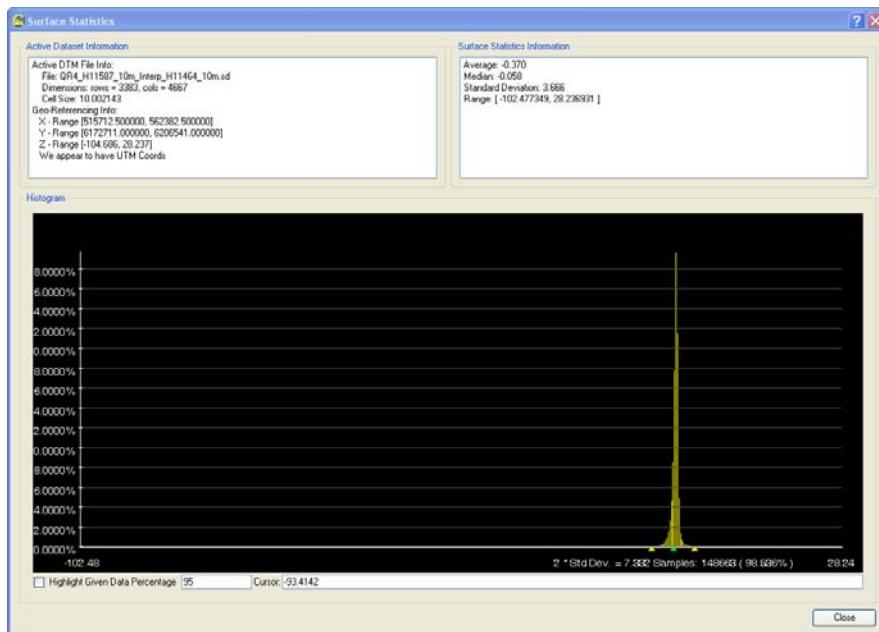 Surface Statistics
Active Dataset Information
Active DTM File Info:
File: QR4_H11587_10m_Interp_H11464_10m.sd
Dimensions: rows = 3383, cols = 4667
Cell Size: 10.002143
Geo-Referencing Info:
X - Range [515712.500000, 562382.500000]
Y - Range [6172711.000000, 6206541.000000]
Z - Range [-104.686, 28.237]
We appear to have UTM Coords
Surface Statistics Information
Average: -0.370
Median: -0.058
Standard Deviation: 3.666
Range: [ -102.477349, 28.236931 ]
Histogram
8.0000%
6.0000%
4.0000%
2.0000%
0.0000%
8.0000%
6.0000%
4.0000%
2.0000%
0.0000%
8.0000%
6.0000%
4.0000%
2.0000%
0.0000%
-102.48
2 * Std Dev. = 7.332 Samples: 148663 ( 98.636% )
28.24
Highlight Given Data Percentage
95
Cursor:
-93.4142
Close